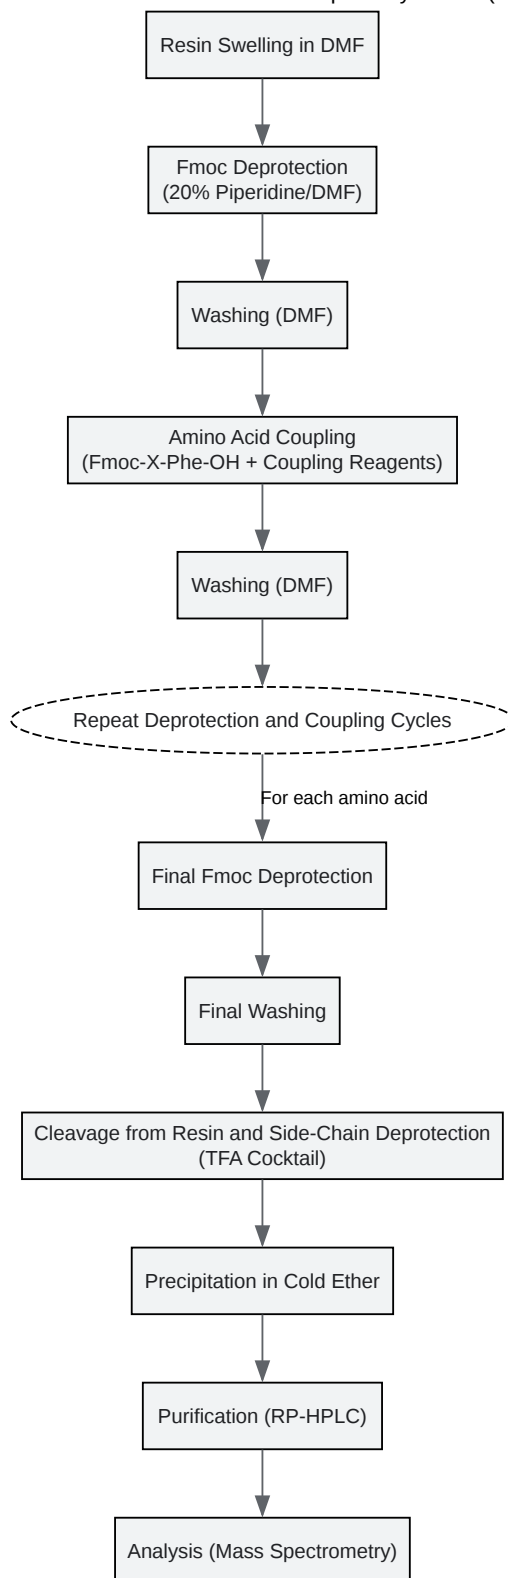 Resin Swelling in DMF
Fmoc Deprotection
(20% Piperidine/DMF)
Washing (DMF)
Amino Acid Coupling
(Fmoc-X-Phe-OH + Coupling Reagents)
Washing (DMF)
Repeat Deprotection and Coupling Cycles
For each amino acid
Final Fmoc Deprotection
Final Washing
Cleavage from Resin and Side-Chain Deprotection
(TFA Cocktail)
Precipitation in Cold Ether
Purification (RP-HPLC)
Analysis (Mass Spectrometry)